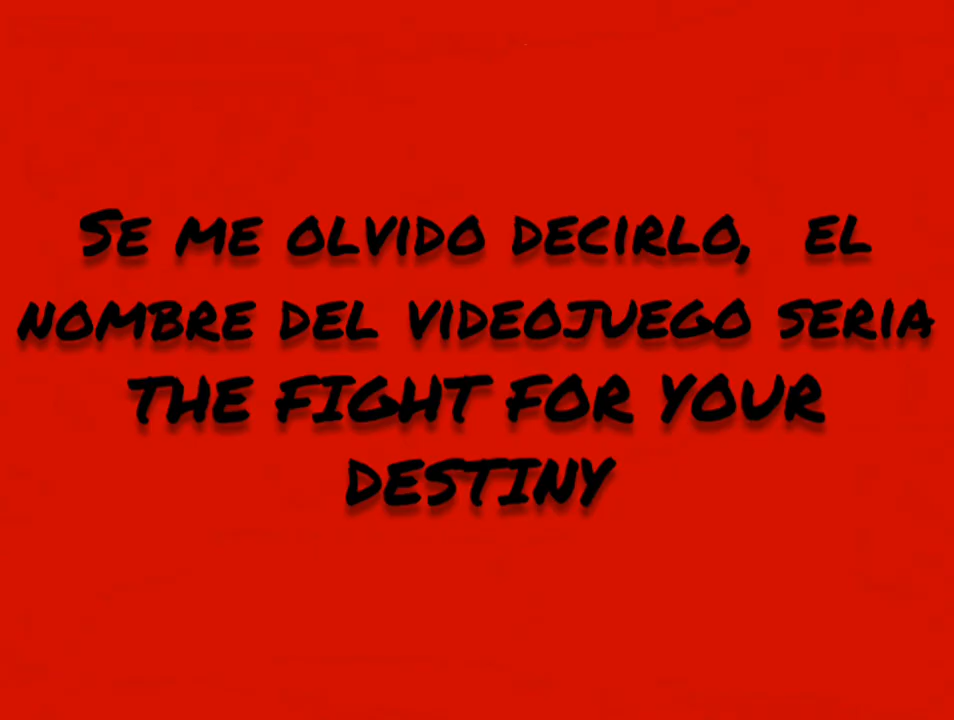 Se me olvido decirlo, el
nombre del videojuego seria
THE FIGHT FOR YOUR
DESTINY